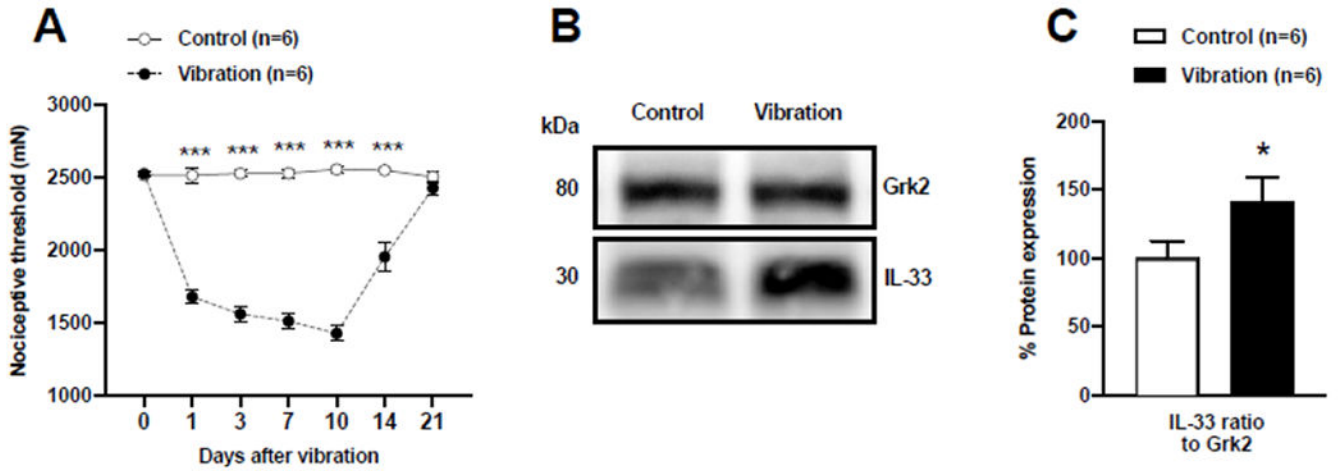 A
Control (n=6)
Vibration (n=6)
Nociceptive threshold (mN)
3000
2500
2000
1500
1000
*** *** *** *** ***
0 1 3 7 10 14 21
Days after vibration
B
kDa
Control Vibration
80 Grk2
30 IL-33
C
Control (n=6)
Vibration (n=6)
% Protein expression
200
150
100
50
0
*
IL-33 ratio
to Grk2